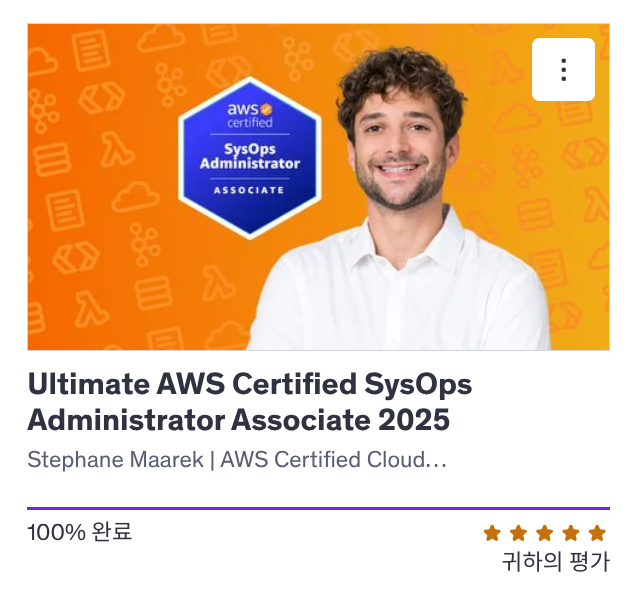 aws
certified
SysOps
Administrator
ASSOCIATE
Ultimate AWS Certified SysOps
Administrator Associate 2025
Stephane Maarek | AWS Certified Cloud…
100% 완료
귀하의 평가